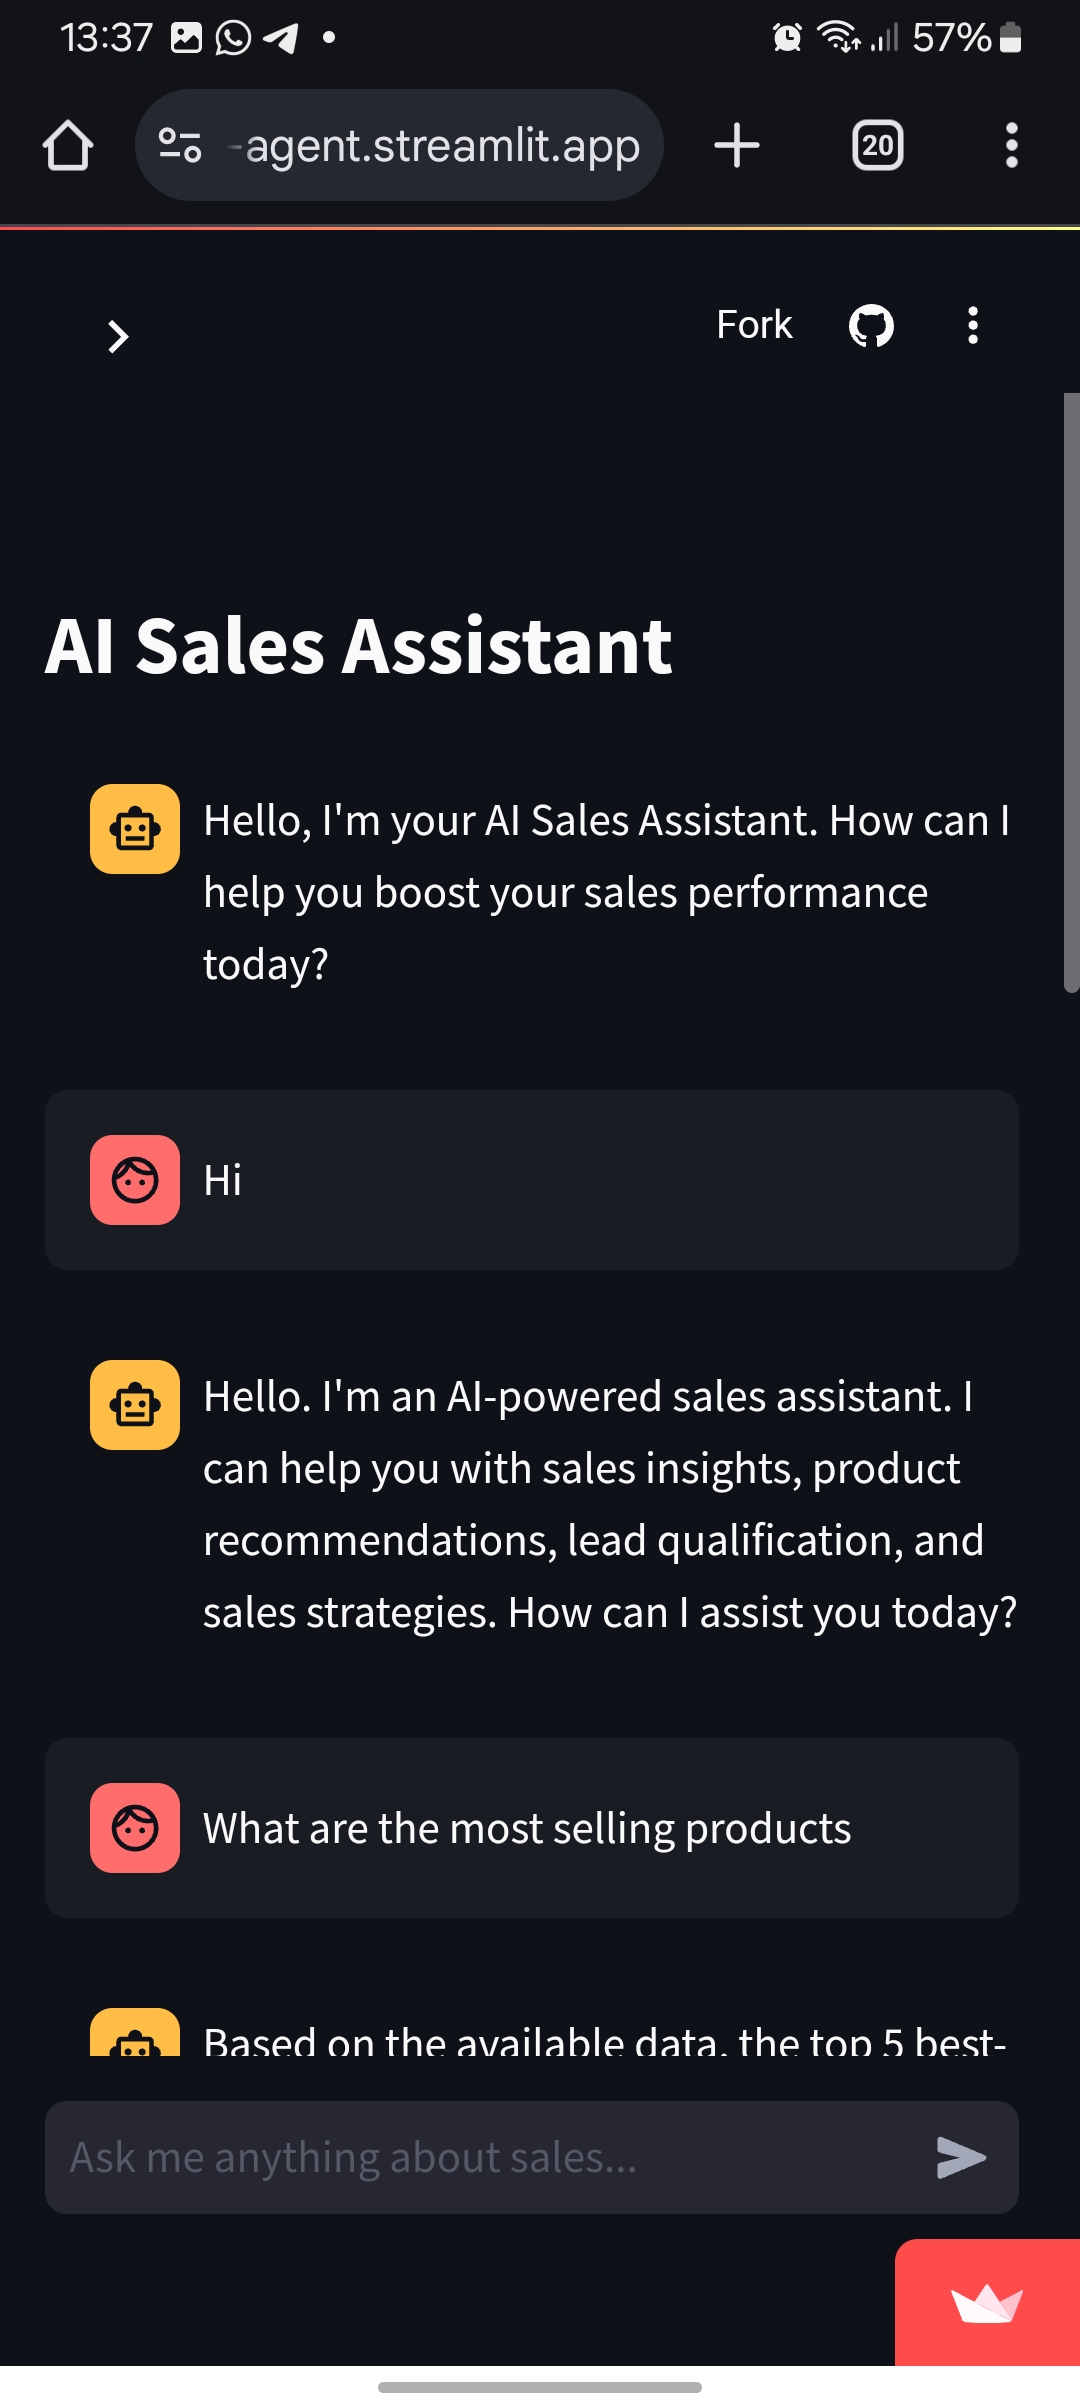 13:37
57%
-agent.streamlit.app
20
Fork
AI Sales Assistant
Hello, I'm your AI Sales Assistant. How can I
help you boost your sales performance
today?
Hi
Hello. I'm an AI-powered sales assistant. I
can help you with sales insights, product
recommendations, lead qualification, and
sales strategies. How can I assist you today?
What are the most selling products
Based on the available data, the top 5 best-
Ask me anything about sales...